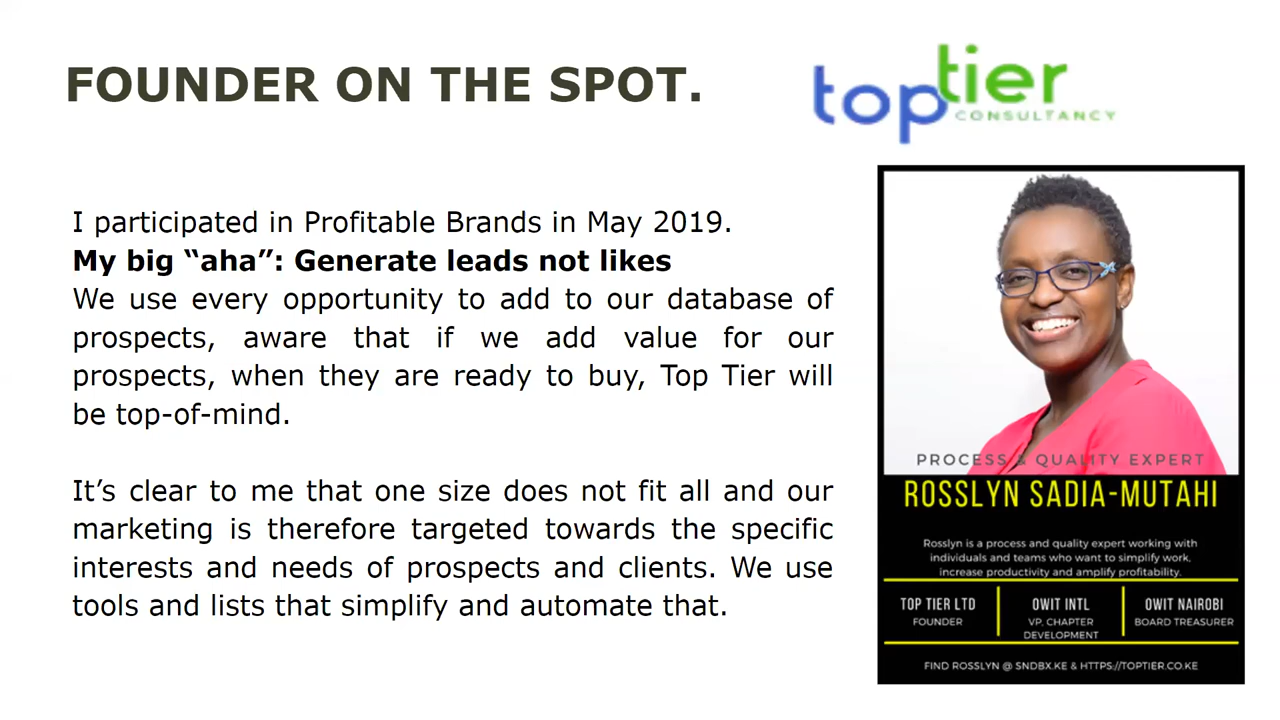 FOUNDER ON THE SPOT.
toptier
CONSULTANCY
I participated in Profitable Brands in May 2019.
My big “aha”: Generate leads not likes
We use every opportunity to add to our database of
prospects, aware that if we add value for our
prospects, when they are ready to buy, Top Tier will
be top-of-mind.
It’s clear to me that one size does not fit all and our
marketing is therefore targeted towards the specific
interests and needs of prospects and clients. We use
tools and lists that simplify and automate that.
PROCESS & QUALITY EXPERT
ROSSLYN SADIA-MUTAHI
Rosslyn is a process and quality expert working with
individuals and teams who want to simplify work,
increase productivity and amplify profitability.
TOP TIER LTD
FOUNDER
OWIT INTL
VP, CHAPTER
DEVELOPMENT
OWIT NAIROBI
BOARD TREASURER
FIND ROSSLYN @ SNDBX.KE & HTTPS://TOPTIER.CO.KE